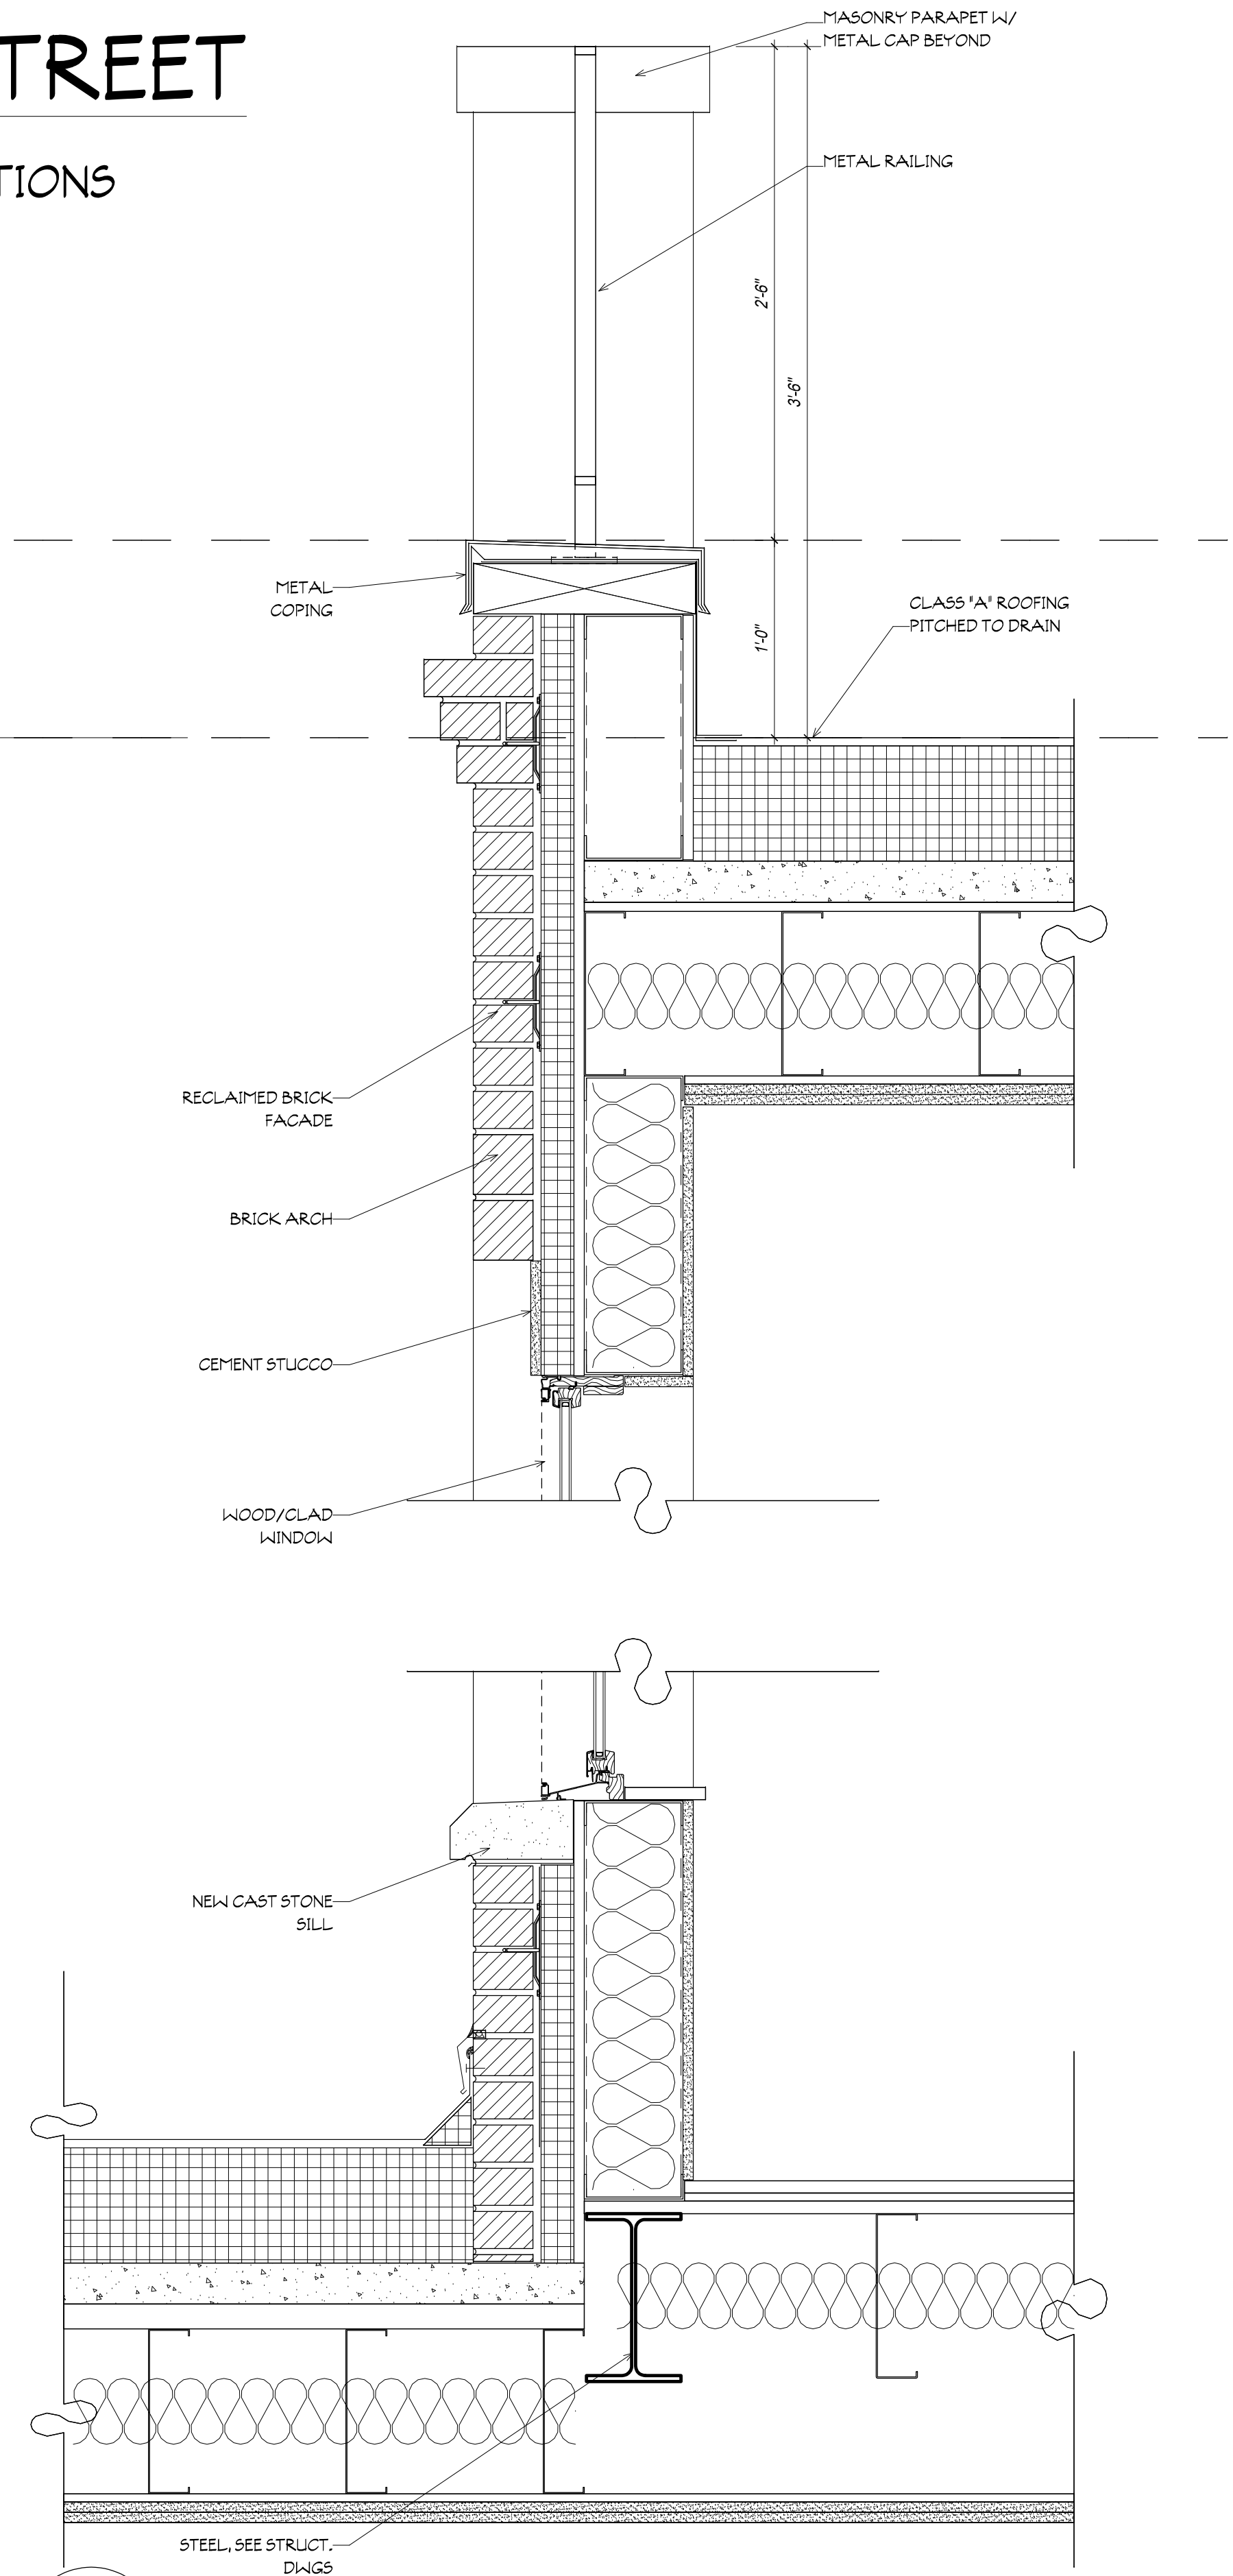 TREET
TIONS
MASONRY PARAPET W/
METAL CAP BEYOND
METAL RAILING
2'-6"
3'-6"
METAL
COPING
CLASS "A" ROOFING
PITCHED TO DRAIN
1'-0"
RECLAIMED BRICK
FACADE
BRICK ARCH
CEMENT STUCCO
WOOD/CLAD
WINDOW
NEW CAST STONE
SILL
STEEL, SEE STRUCT.
DWGS